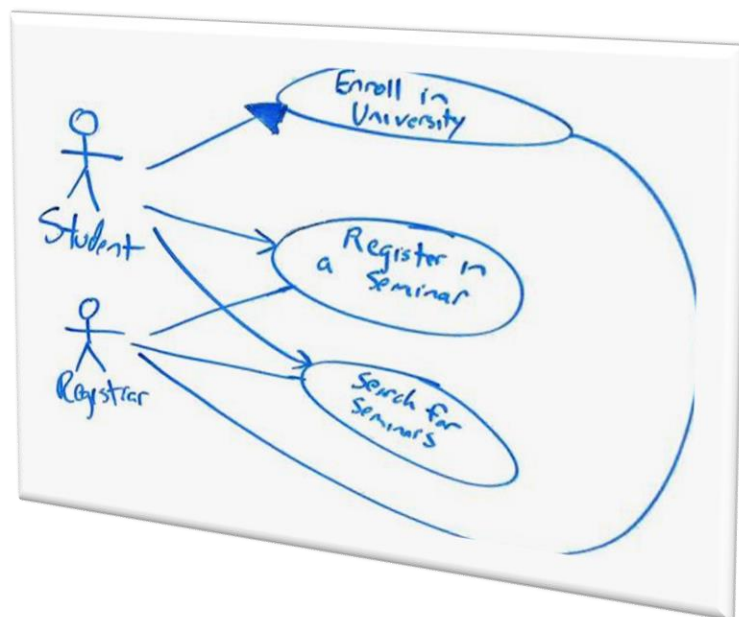 Enroll in
University
Student
Register in
a Seminar
Registrar
Search for
Seminars